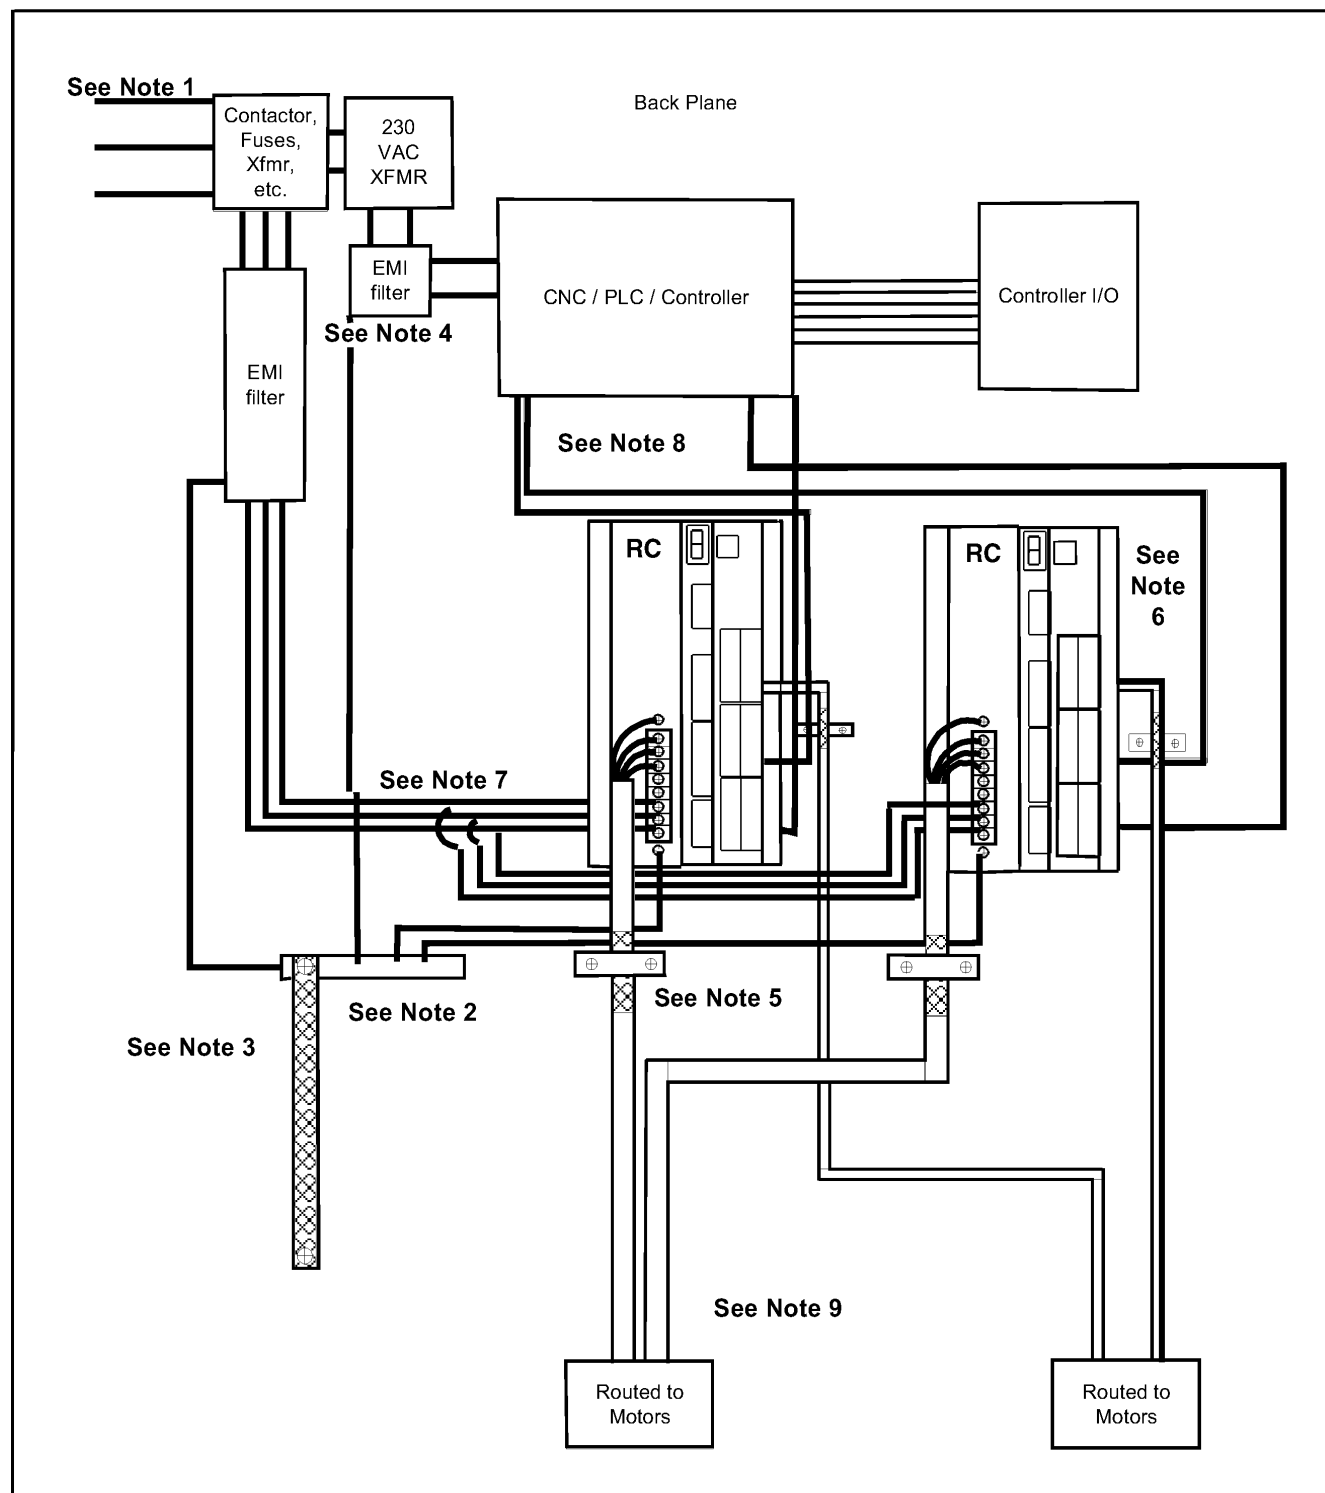 See Note 1
Contactor,
Fuses,
Xfmr,
etc.
230
VAC
XFMR
Back Plane
EMI
filter
CNC / PLC / Controller
Controller I/O
See Note 4
EMI
filter
See Note 8
RC
RC
See
Note
6
See Note 7
See Note 5
See Note 2
See Note 3
See Note 9
Routed to
Motors
Routed to
Motors